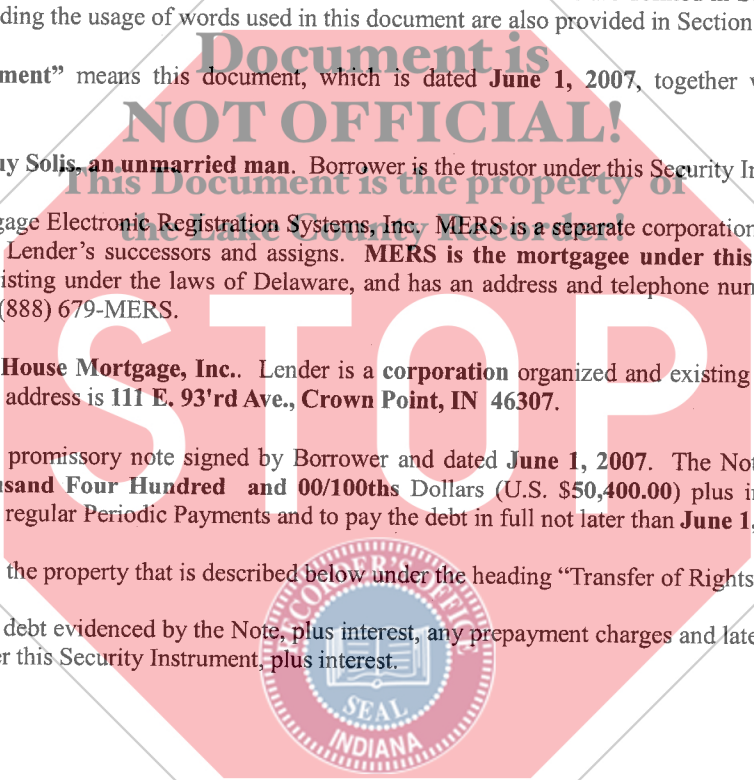 ding the usage of words used in this document are also provided in Section
Document is
ment” means this document, which is dated June 1, 2007, together
NOT OFFICIAL!
uy Solis, an unmarried man. Borrower is the trustor under this Security In
This Document is the property of
gage Electronic Registration Systems, Inc. MERS is a separate corporation
the Lake County Recorder!
Lender’s successors and assigns. MERS is the mortgagee under this
isting under the laws of Delaware, and has an address and telephone num
(888) 679-MERS.
STOP
House Mortgage, Inc.. Lender is a corporation organized and existing
address is 111 E. 93'rd Ave., Crown Point, IN 46307.
promissory note signed by Borrower and dated June 1, 2007. The Not
usand Four Hundred and 00/100ths Dollars (U.S. $50,400.00) plus in
regular Periodic Payments and to pay the debt in full not later than June 1,
the property that is described below under the heading “Transfer of Rights
debt evidenced by the Note, plus interest, any prepayment charges and late
er this Security Instrument, plus interest.
RECORDER'S OFFICE
SEAL
INDIANA